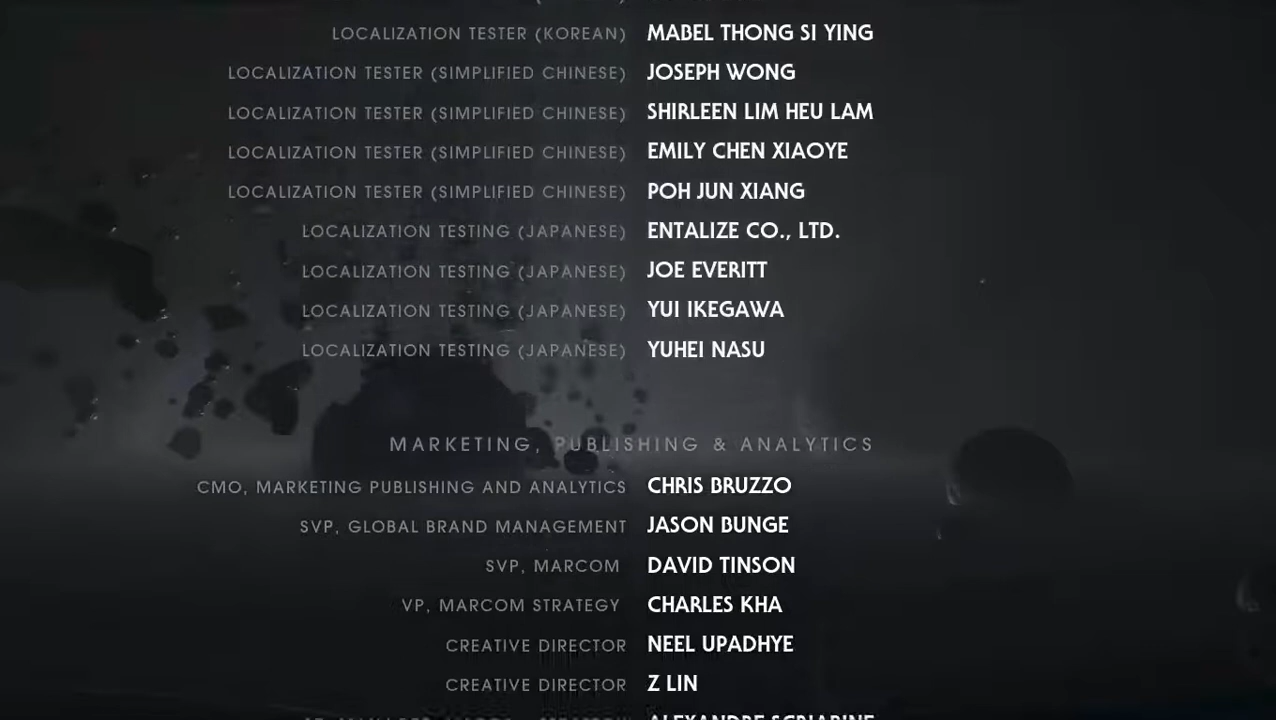 LOCALIZATION TESTER (KOREAN) MABEL THONG SI YING
LOCALIZATION TESTER (SIMPLIFIED CHINESE) JOSEPH WONG
LOCALIZATION TESTER (SIMPLIFIED CHINESE) SHIRLEEN LIM HEU LAM
LOCALIZATION TESTER (SIMPLIFIED CHINESE) EMILY CHEN XIAOYE
LOCALIZATION TESTER (SIMPLIFIED CHINESE) POH JUN XIANG
LOCALIZATION TESTING (JAPANESE) ENTALIZE CO., LTD.
LOCALIZATION TESTING (JAPANESE) JOE EVERITT
LOCALIZATION TESTING (JAPANESE) YUI IKEGAWA
LOCALIZATION TESTING (JAPANESE) YUHEI NASU
MARKETING, PUBLISHING & ANALYTICS
CMO, MARKETING PUBLISHING AND ANALYTICS CHRIS BRUZZO
SVP, GLOBAL BRAND MANAGEMENT JASON BUNGE
SVP, MARCOM DAVID TINSON
VP, MARCOM STRATEGY CHARLES KHA
CREATIVE DIRECTOR NEEL UPADHYE
CREATIVE DIRECTOR Z LIN
ALEXANDRE SCRIABINE